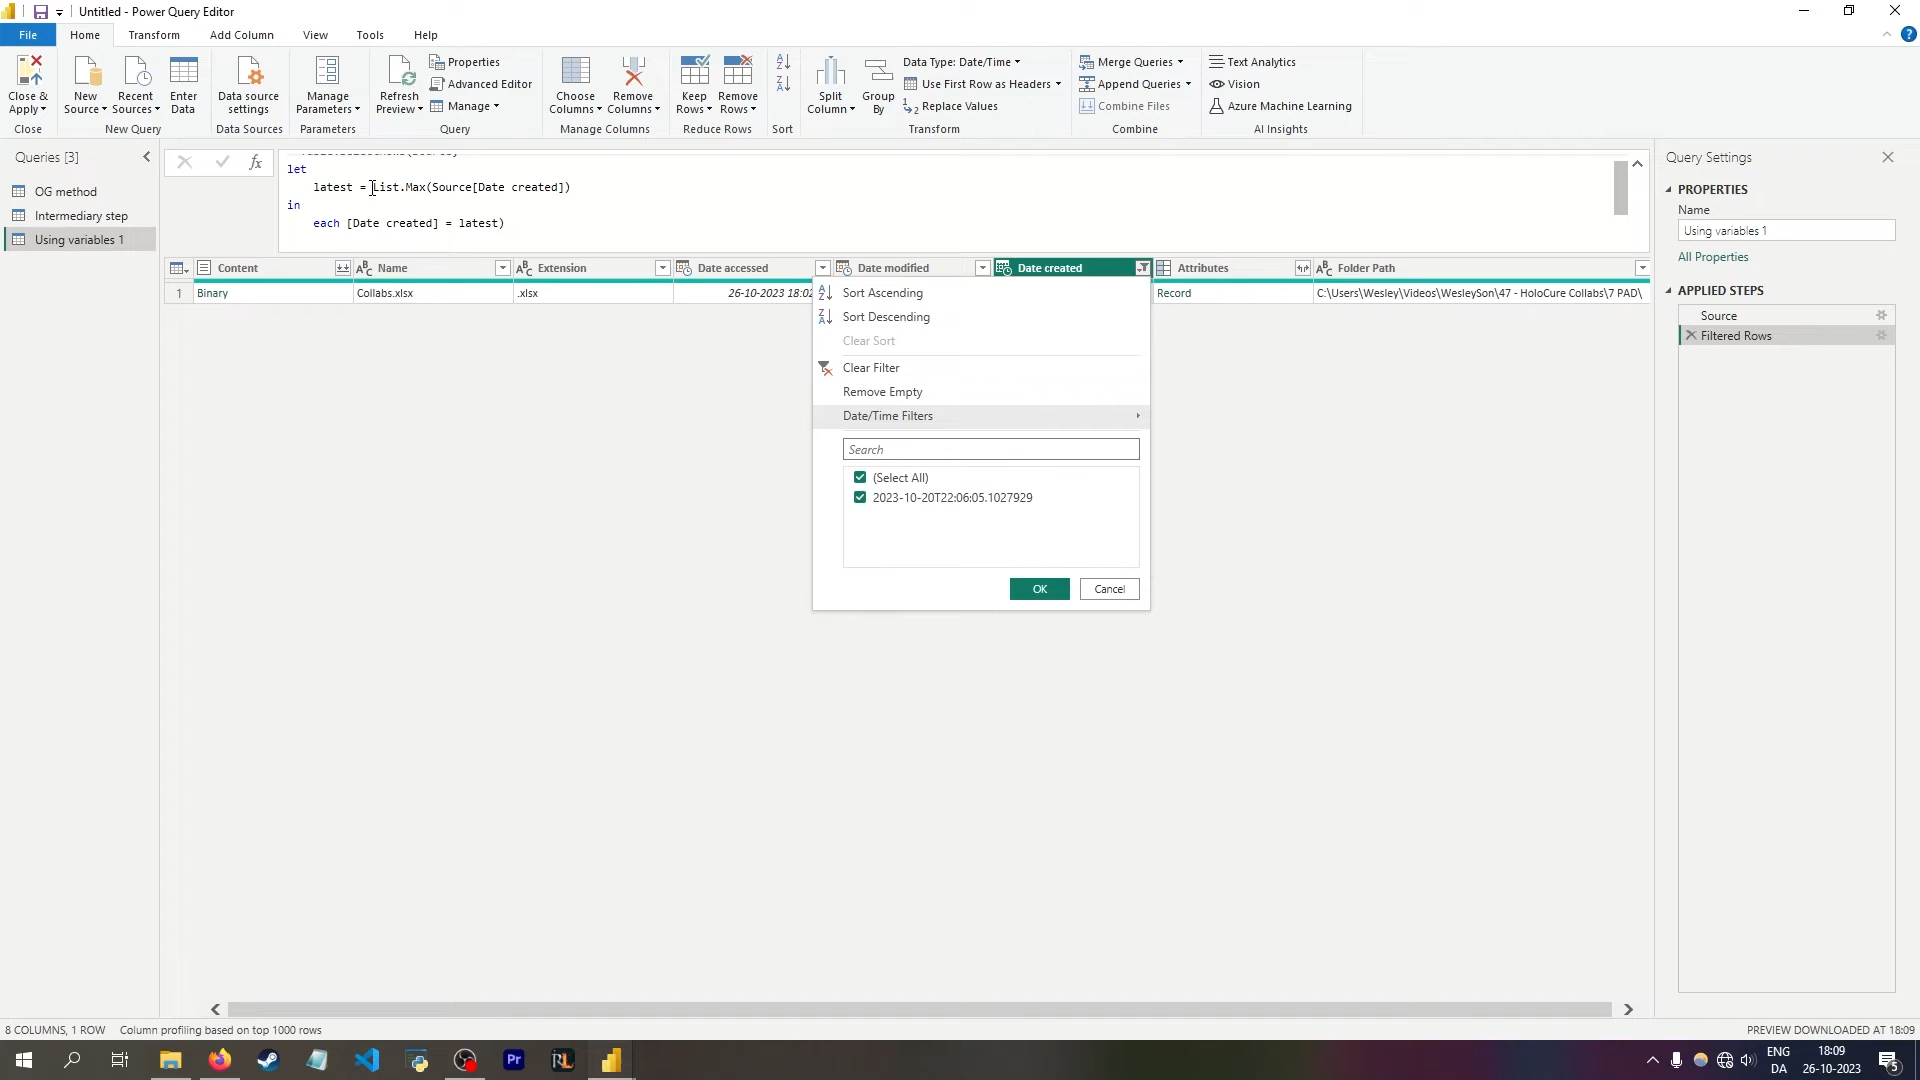 Untitled - Power Query Editor
File
Home
Transform
Add Column
View
Tools
Help
Close & Apply
New Source
Recent Sources
Enter Data
Data source settings
Manage Parameters
Refresh Preview
Properties
Advanced Editor
Manage
Choose Columns
Remove Columns
Keep Rows
Remove Rows
Split Column
Group By
Data Type: Date/Time
Use First Row as Headers
Replace Values
Merge Queries
Append Queries
Combine Files
Text Analytics
Vision
Azure Machine Learning
Close
New Query
Data Sources
Parameters
Query
Manage Columns
Reduce Rows
Sort
Transform
Combine
AI Insights
Queries [3]
OG method
Intermediary step
Using variables 1
let
latest = List.Max(Source[Date created])
in
each [Date created] = latest)
Content
Name
Extension
Date accessed
Date modified
Date created
Attributes
Folder Path
1 Binary Collabs.xlsx .xlsx 26-10-2023 18:02 Record C:\Users\Wesley\Videos\WesleySon\47 - HoloCure Collabs\7 PAD\
Sort Ascending
Sort Descending
Clear Sort
Clear Filter
Remove Empty
Date/Time Filters
Search
(Select All)
2023-10-20T22:06:05.1027929
OK
Cancel
Query Settings
PROPERTIES
Name
Using variables 1
All Properties
APPLIED STEPS
Source
Filtered Rows
8 COLUMNS, 1 ROW
Column profiling based on top 1000 rows
PREVIEW DOWNLOADED AT 18:09
ENG
DA
18:09
26-10-2023
5